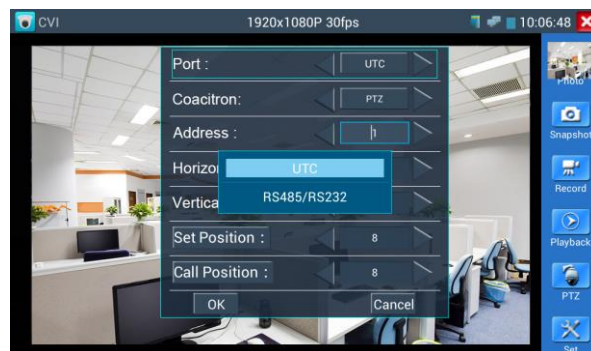 CVI 1920x1080P 30fps 10:06:48
Port : UTC
Coacitron: PTZ
Address : 1
Horizo
UTC
Vertica
RS485/RS232
Set Position : 8
Call Position : 8
OK Cancel
Photo
Snapshot
Record
Playback
PTZ
Set